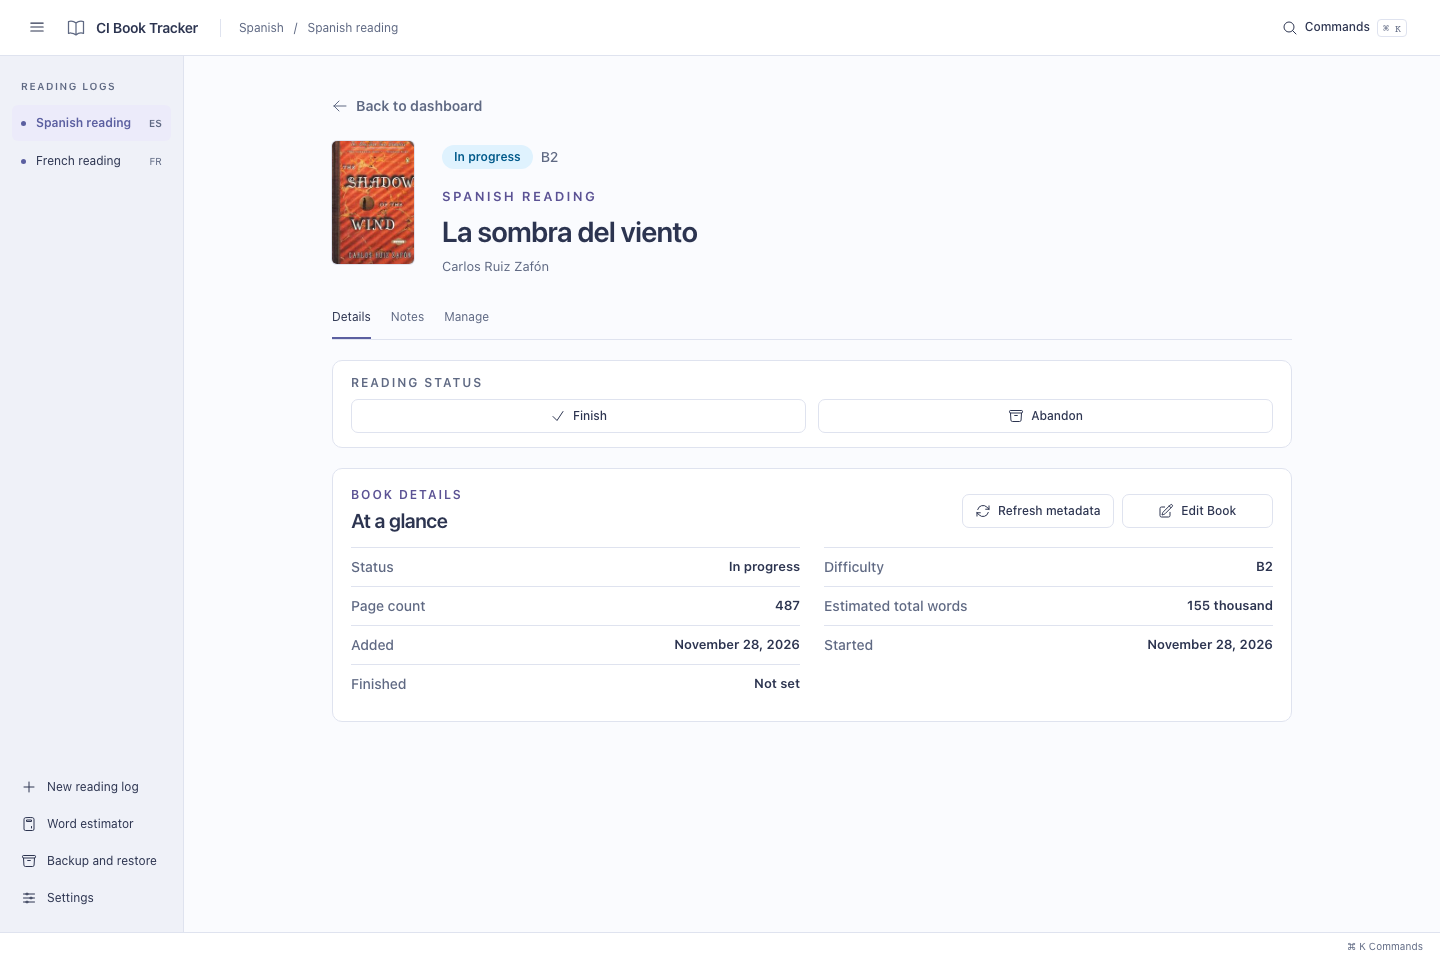 CI Book Tracker
Spanish / Spanish reading
Commands ⌘ K
READING LOGS
Spanish reading ES
French reading FR
New reading log
Word estimator
Backup and restore
Settings
Back to dashboard
SHADOW
OF THE
WIND
In progress B2
SPANISH READING
La sombra del viento
Carlos Ruiz Zafón
Details Notes Manage
READING STATUS
Finish Abandon
BOOK DETAILS
At a glance
Refresh metadata Edit Book
Status In progress Difficulty B2
Page count 487 Estimated total words 155 thousand
Added November 28, 2026 Started November 28, 2026
Finished Not set
⌘ K Commands